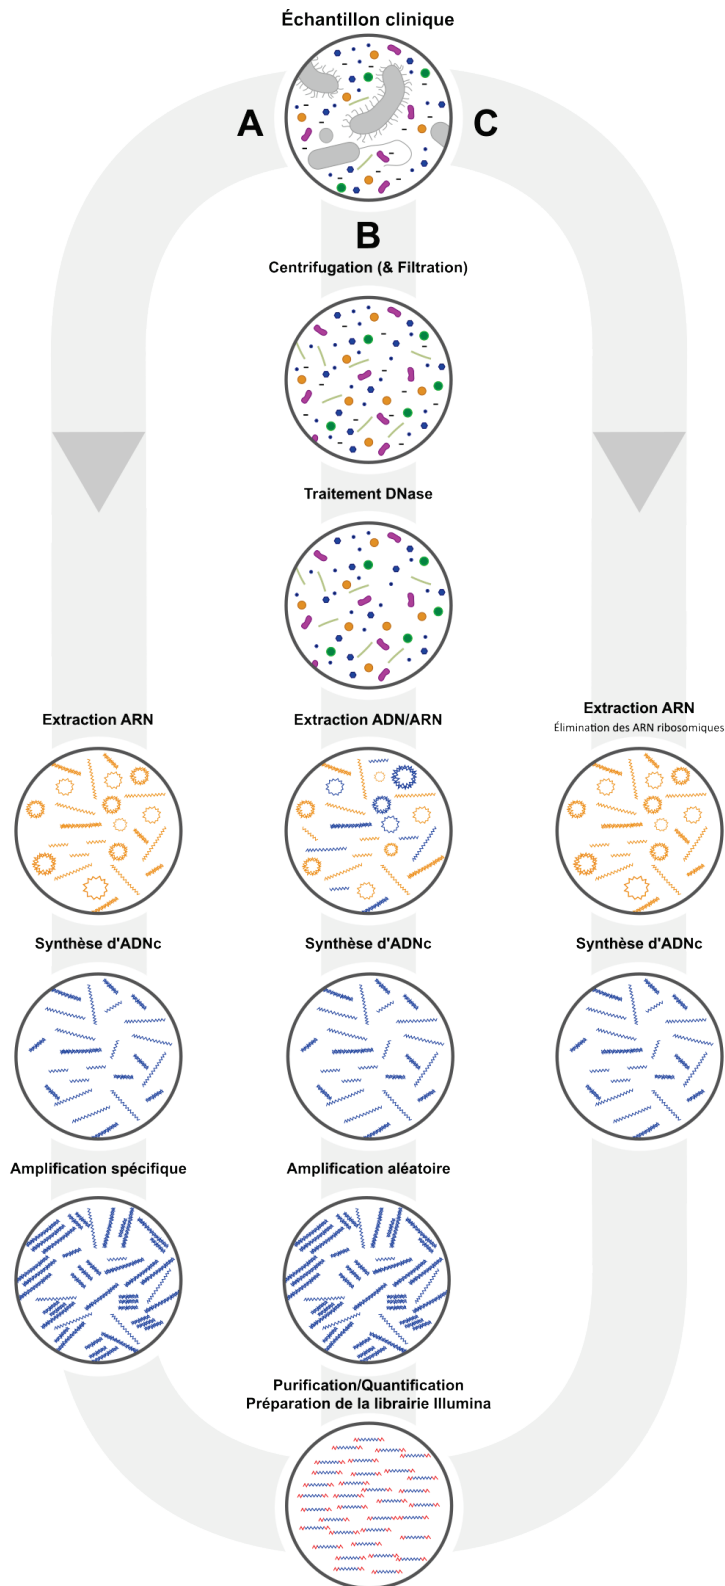 Échantillon clinique
A
C
B
Centrifugation (& Filtration)
Traitement DNase
Extraction ARN
Extraction ADN/ARN
Extraction ARN
Élimination des ARN ribosomiques
Synthèse d'ADNc
Synthèse d'ADNc
Synthèse d'ADNc
Amplification spécifique
Amplification aléatoire
Purification/Quantification
Préparation de la librairie Illumina